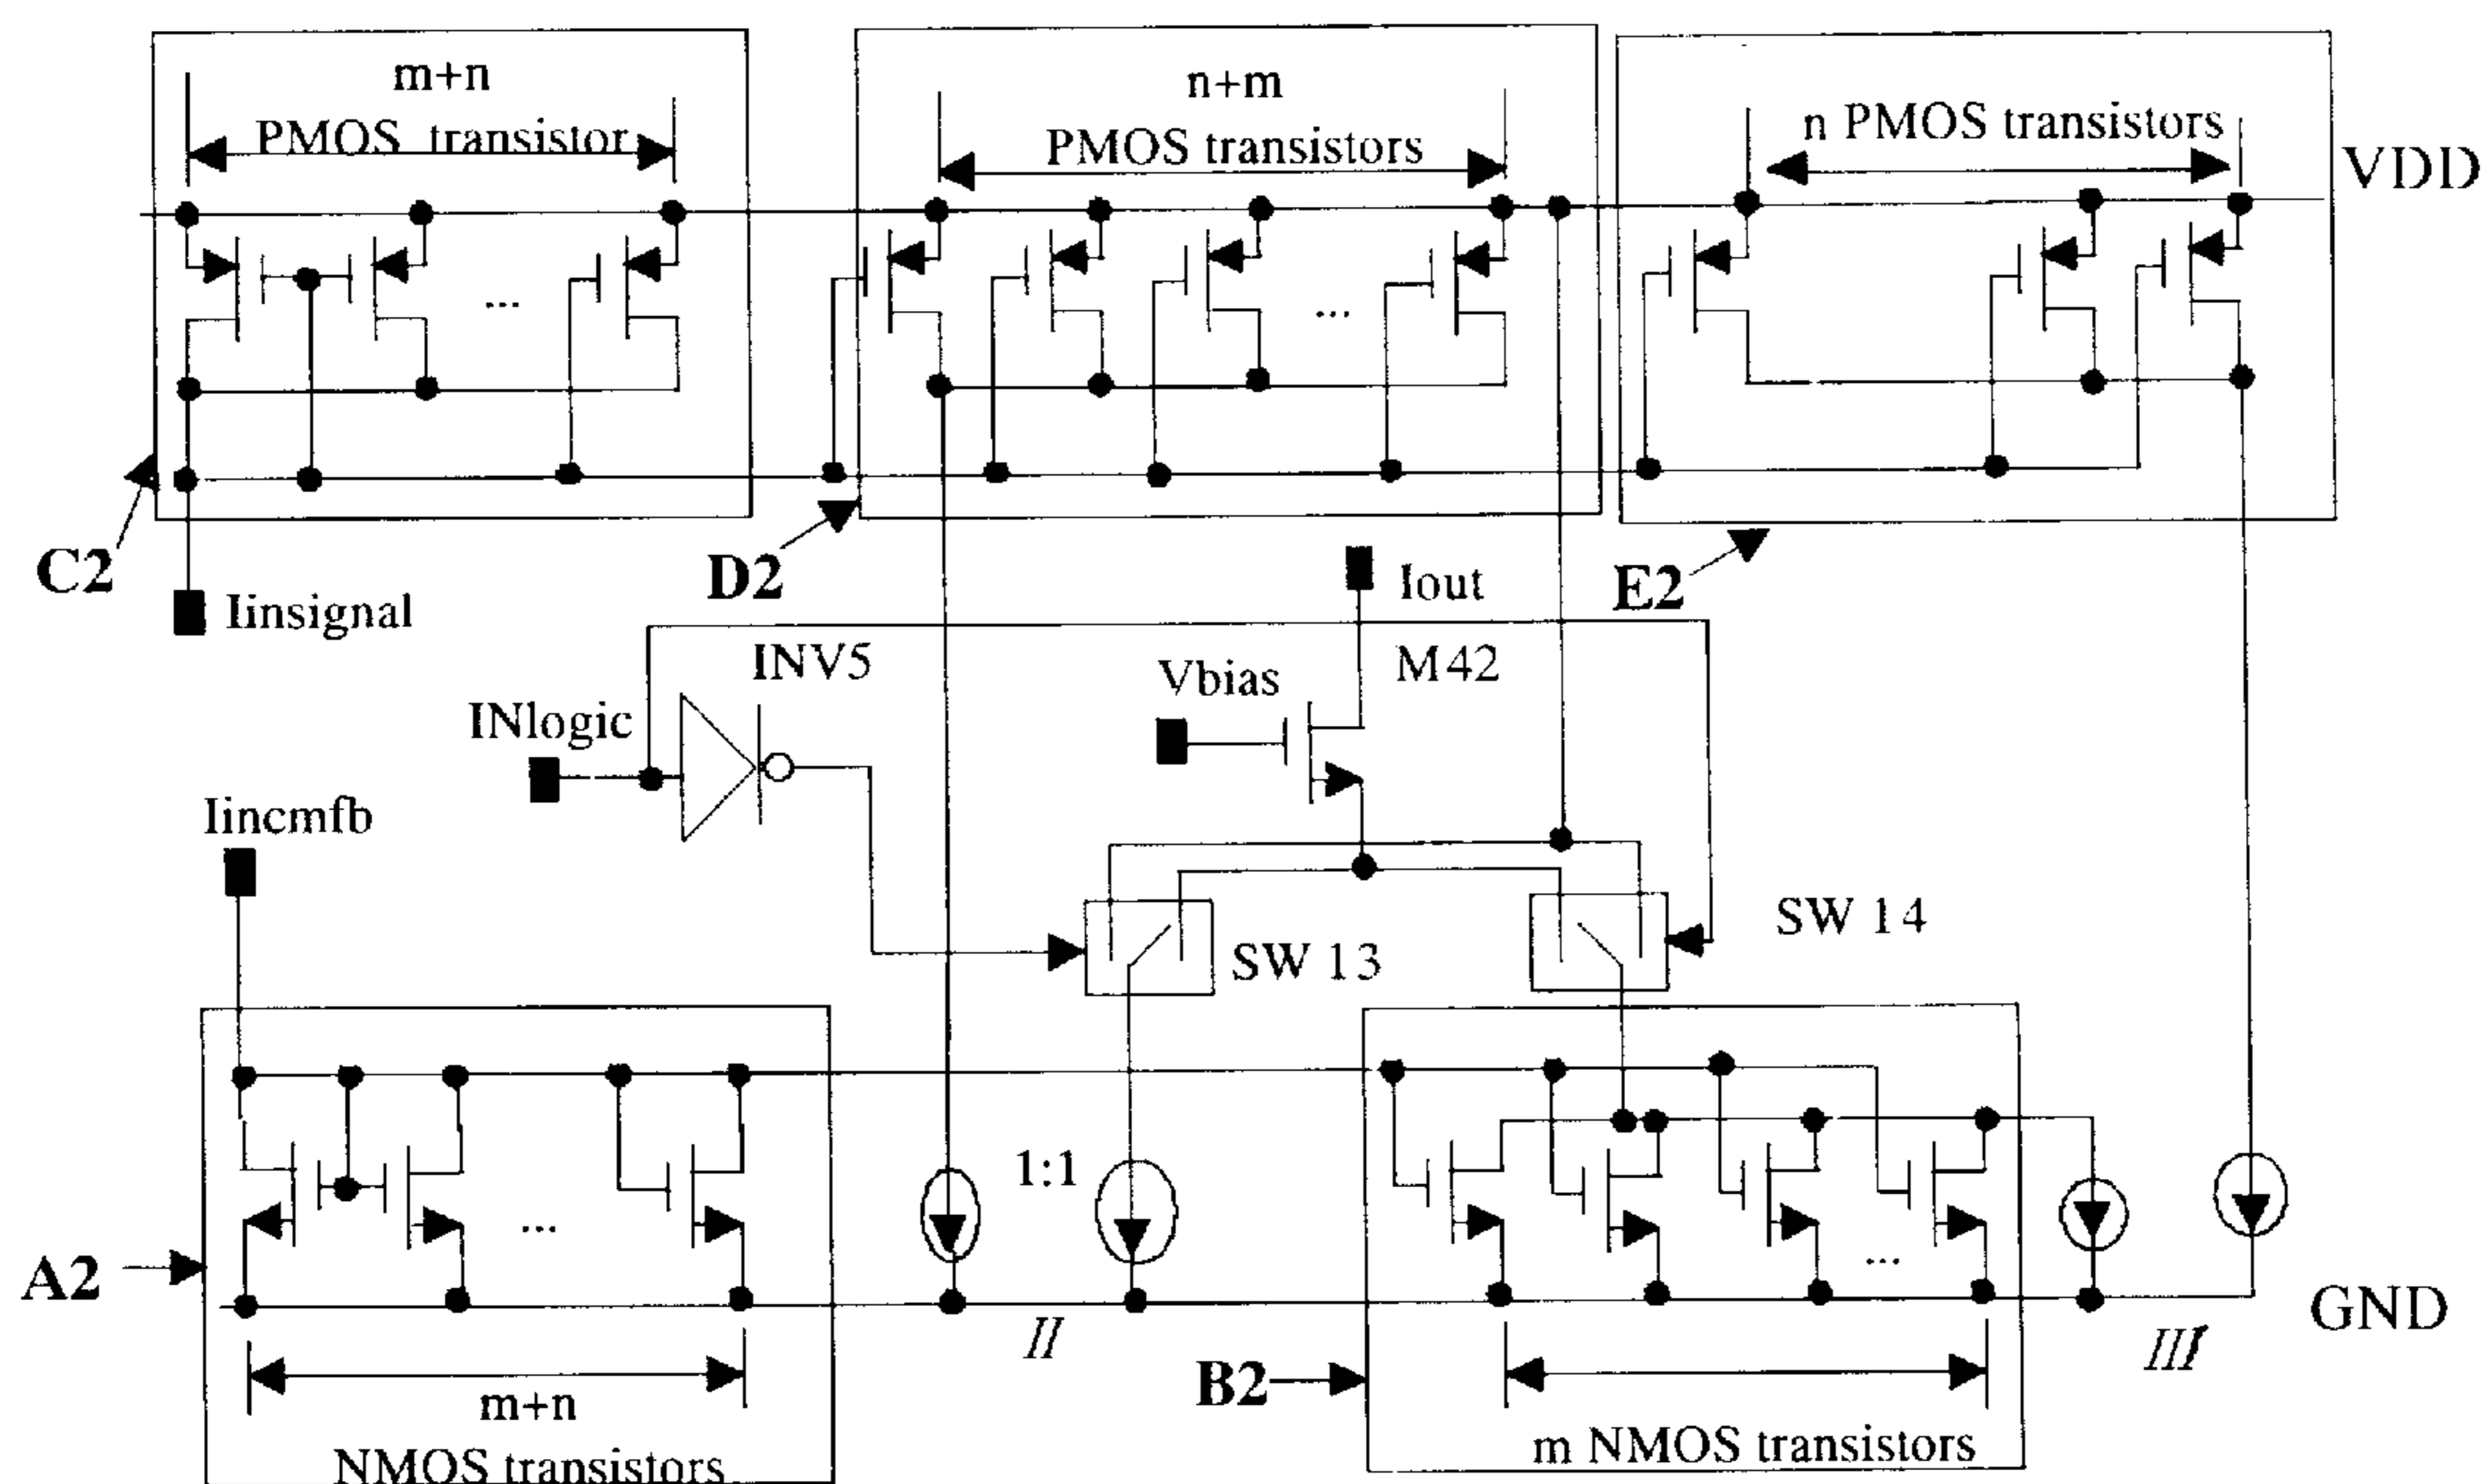 m+n
PMOS transistor
n+m
PMOS transistors
n PMOS transistors
VDD
C2
Iinsignal
D2
Iout
E2
INV5
M42
Vbias
INlogic
Iincmfb
SW 13
SW 14
1:1
A2
II
B2
III
GND
m+n
NMOS transistors
m NMOS transistors
...
...
...
...